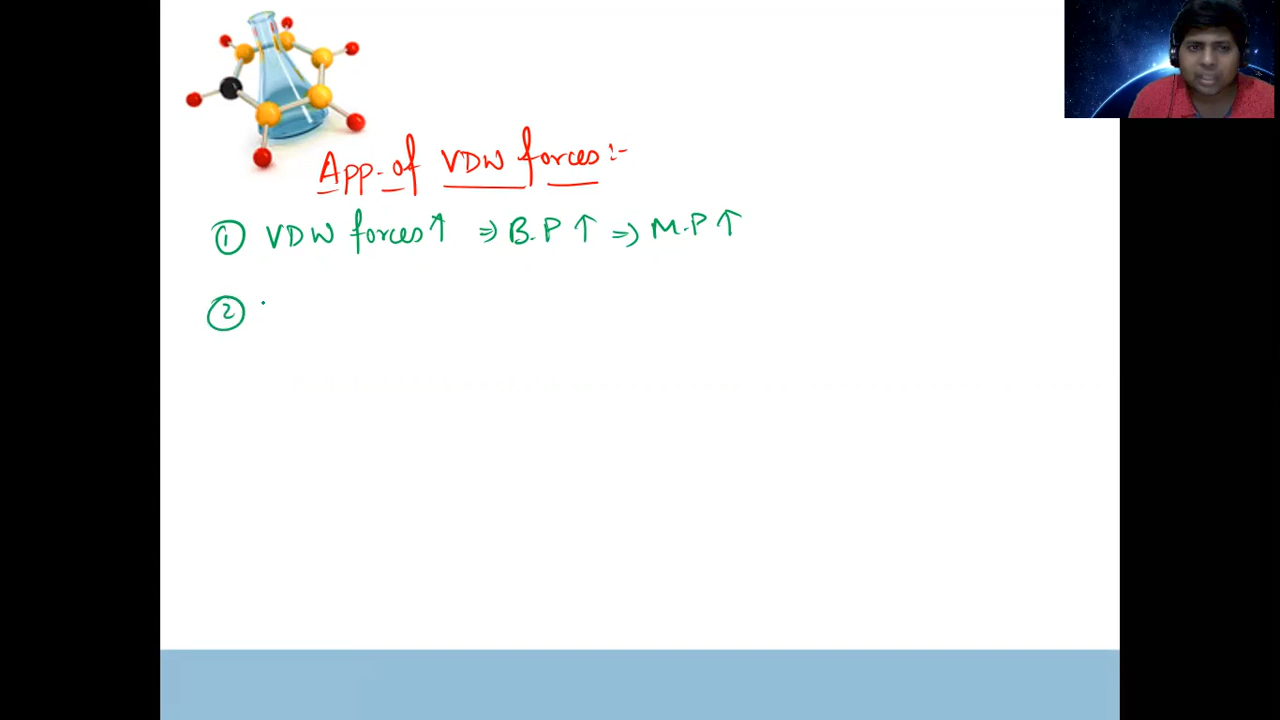 App. of VDW forces :-
① VDW forces ↑ ⇒ B.P ↑ ⇒ M.P ↑
②